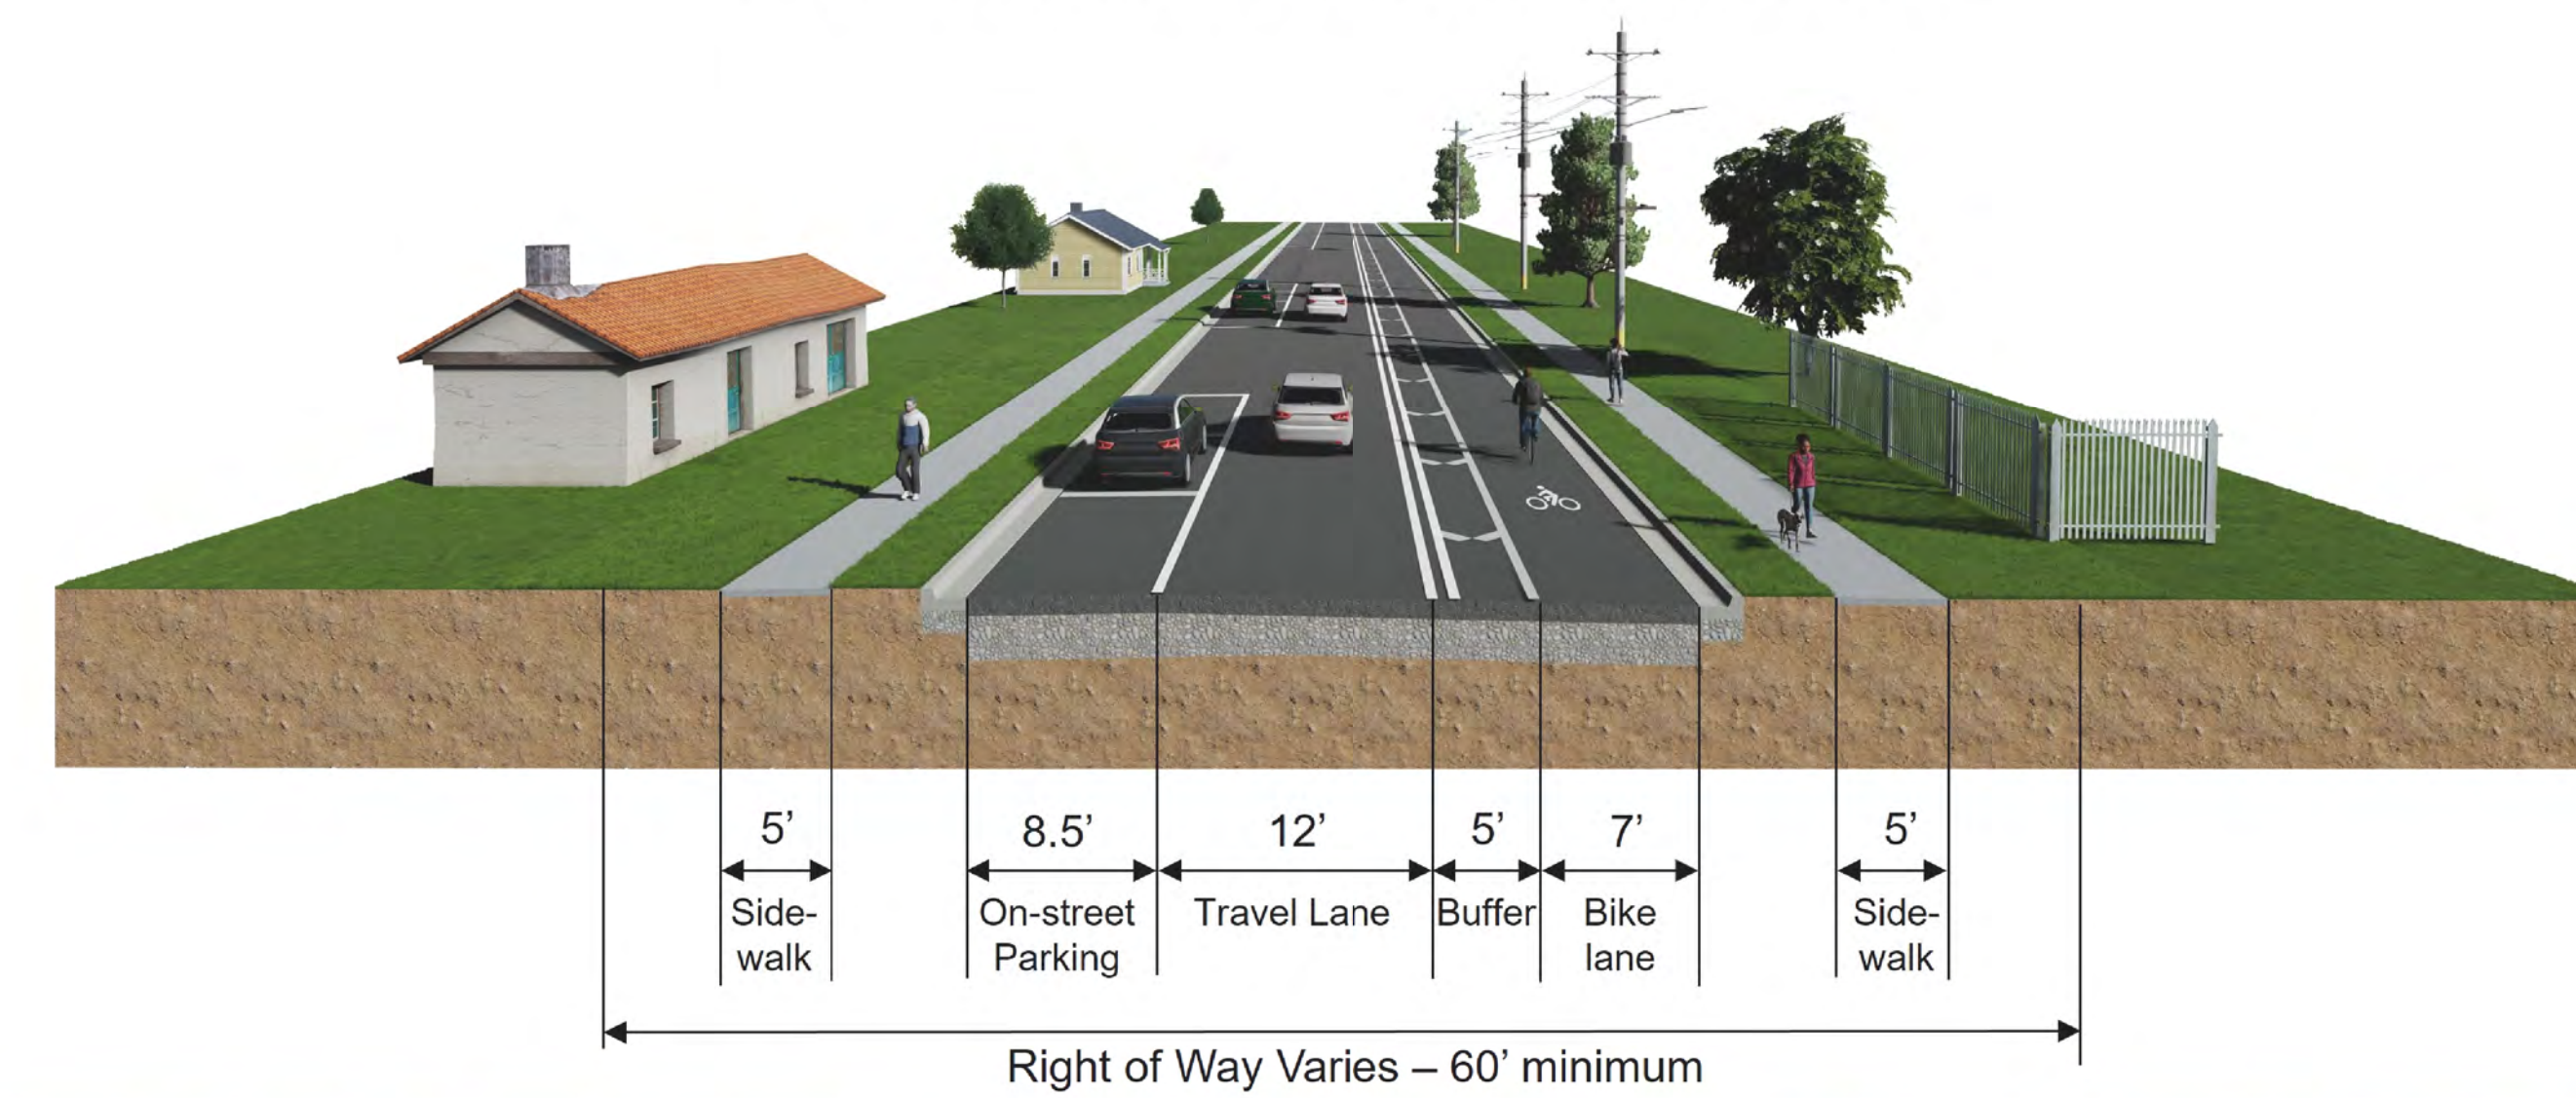 5’
8.5’
12’
5’
7’
5’
Side-
walk
On-street
Parking
Travel Lane
Buffer
Bike
lane
Side-
walk
Right of Way Varies – 60’ minimum